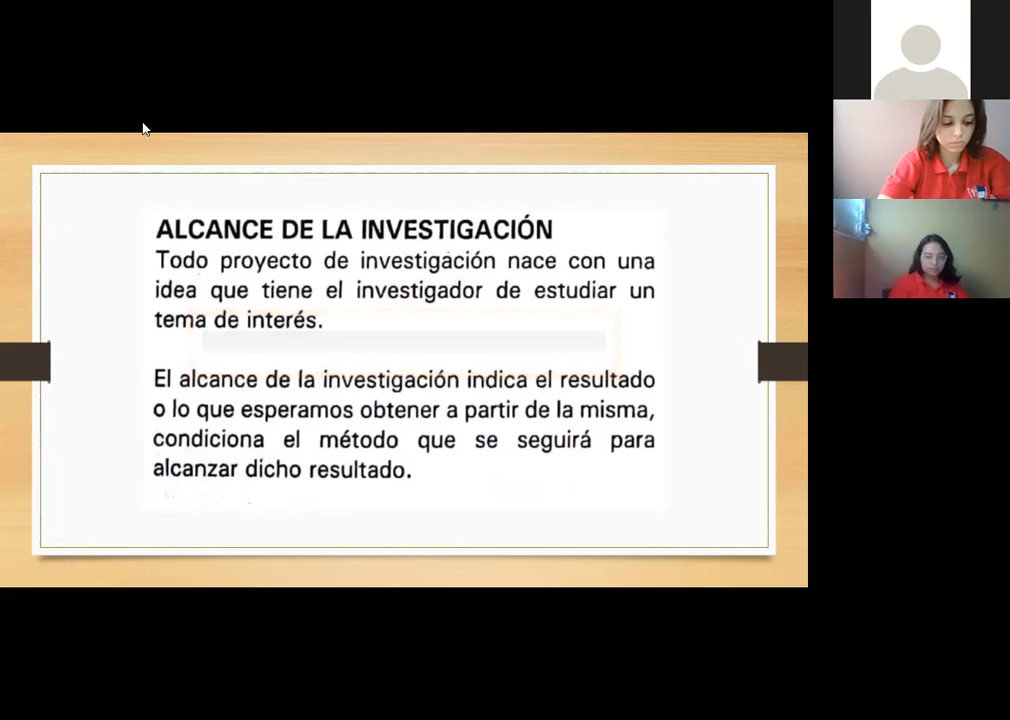 ALCANCE DE LA INVESTIGACIÓN
Todo proyecto de investigación nace con una
idea que tiene el investigador de estudiar un
tema de interés.
El alcance de la investigación indica el resultado
o lo que esperamos obtener a partir de la misma,
condiciona el método que se seguirá para
alcanzar dicho resultado.